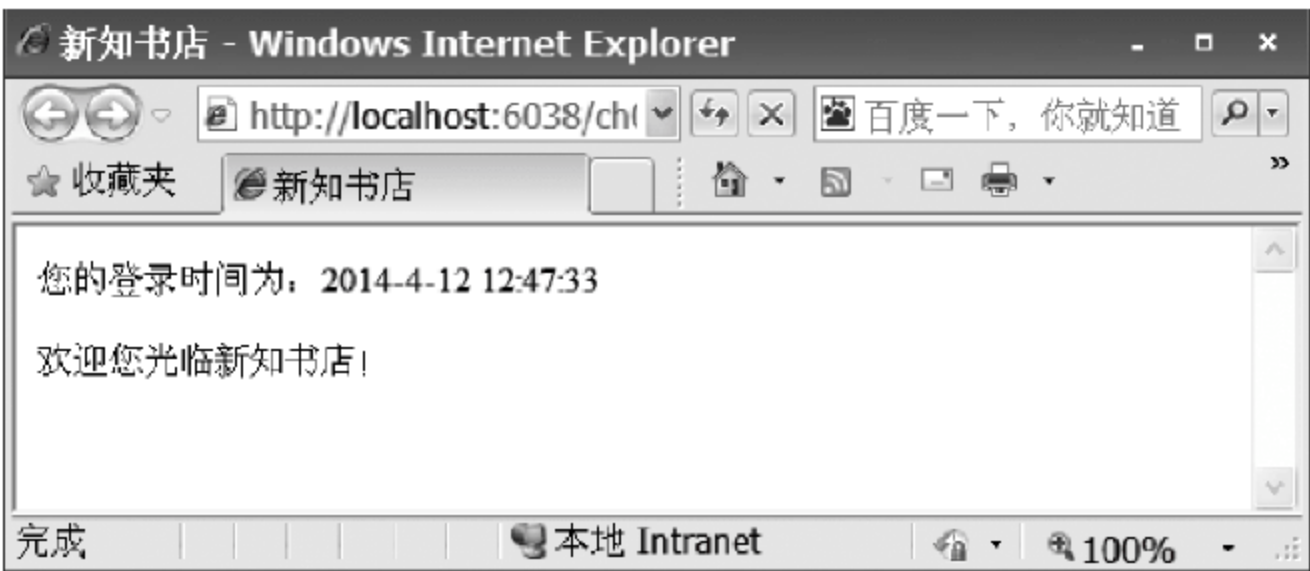 新知书店 - Windows Internet Explorer
http://localhost:6038/ch 百度一下，你就知道
收藏夹 新知书店 »
您的登录时间为：2014-4-12 12:47:33
欢迎您光临新知书店！
完成 本地 Intranet 100%